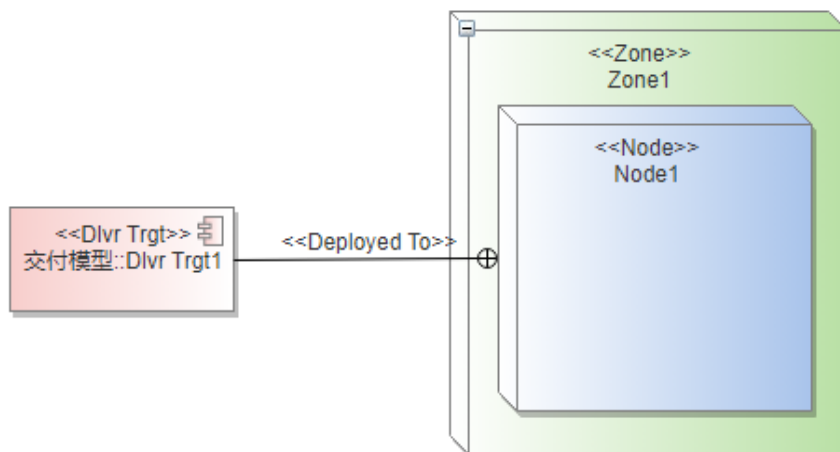 <<Zone>>
Zone1
<<Node>>
Node1
<<Dlvr Trgt>>
交付模型::Dlvr Trgt1
<<Deployed To>>